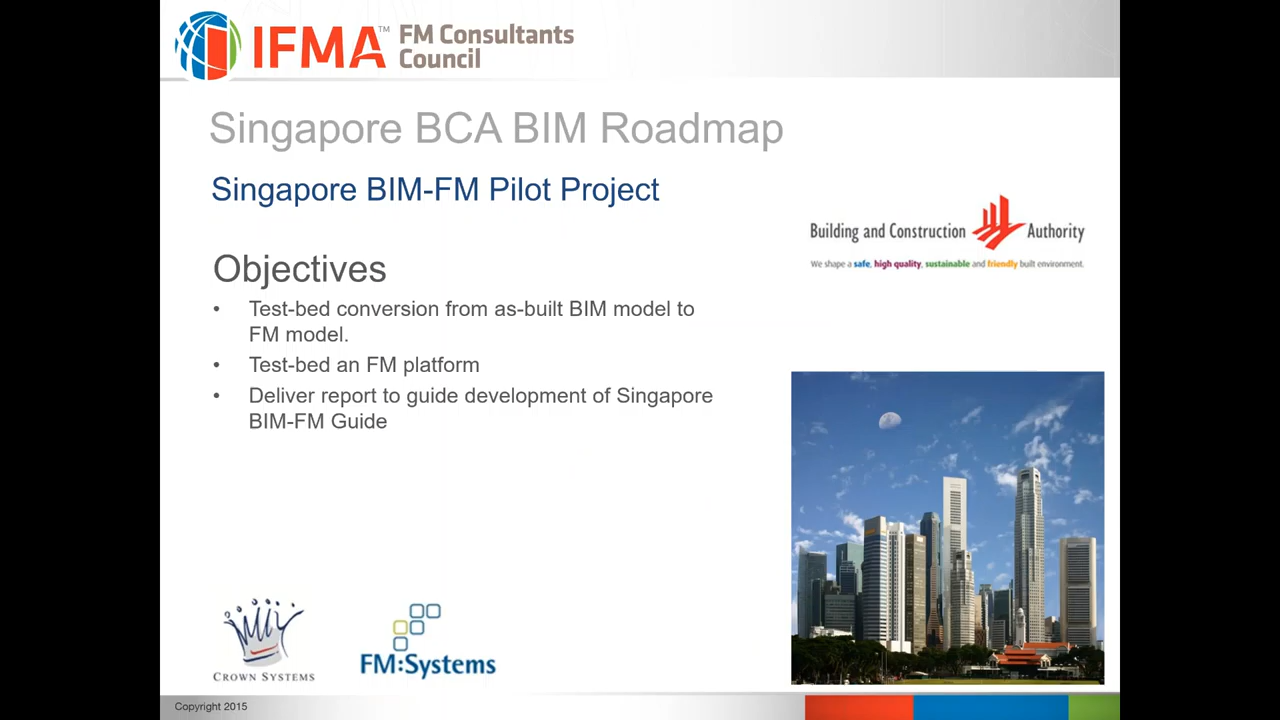 IFMA™ FM Consultants
Council
Singapore BCA BIM Roadmap
Singapore BIM-FM Pilot Project
Building and Construction Authority
We shape a safe, high quality, sustainable and friendly built environment.
Objectives
• Test-bed conversion from as-built BIM model to
FM model.
• Test-bed an FM platform
• Deliver report to guide development of Singapore
BIM-FM Guide
CROWN SYSTEMS
FM:Systems
Copyright 2015